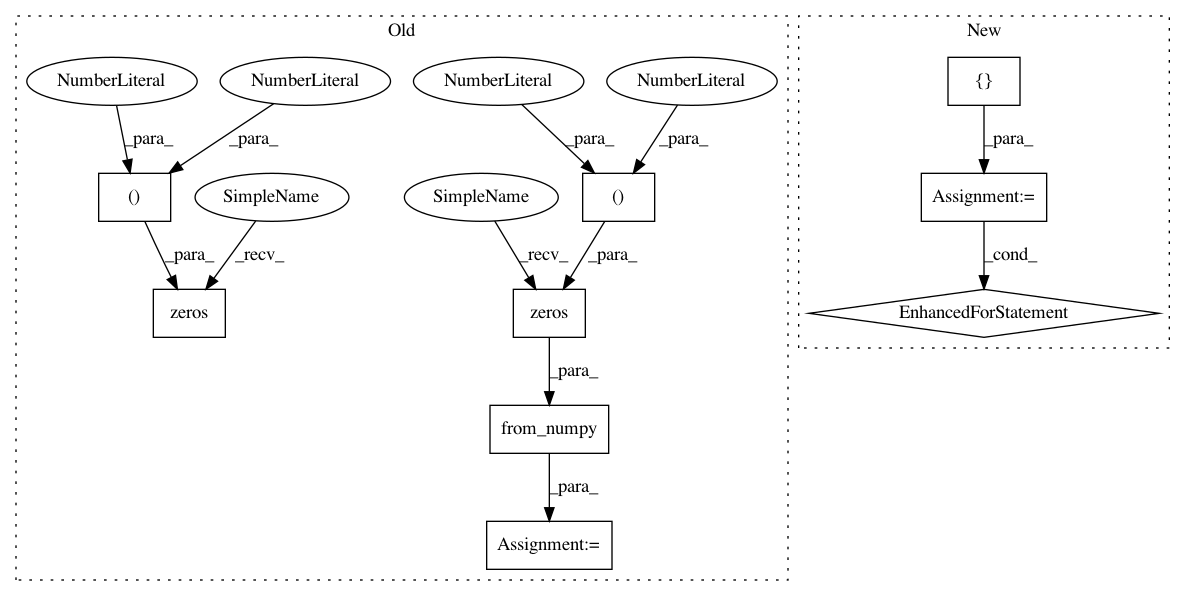 Old
New
NumberLiteral NumberLiteral NumberLiteral NumberLiteral {}
_para_ _para_ _para_ _para_ _para_
() SimpleName SimpleName () Assignment:=
_para_ _recv_ _recv_ _para_ _cond_
zeros zeros EnhancedForStatement
_para_
from_numpy
_para_
Assignment:=